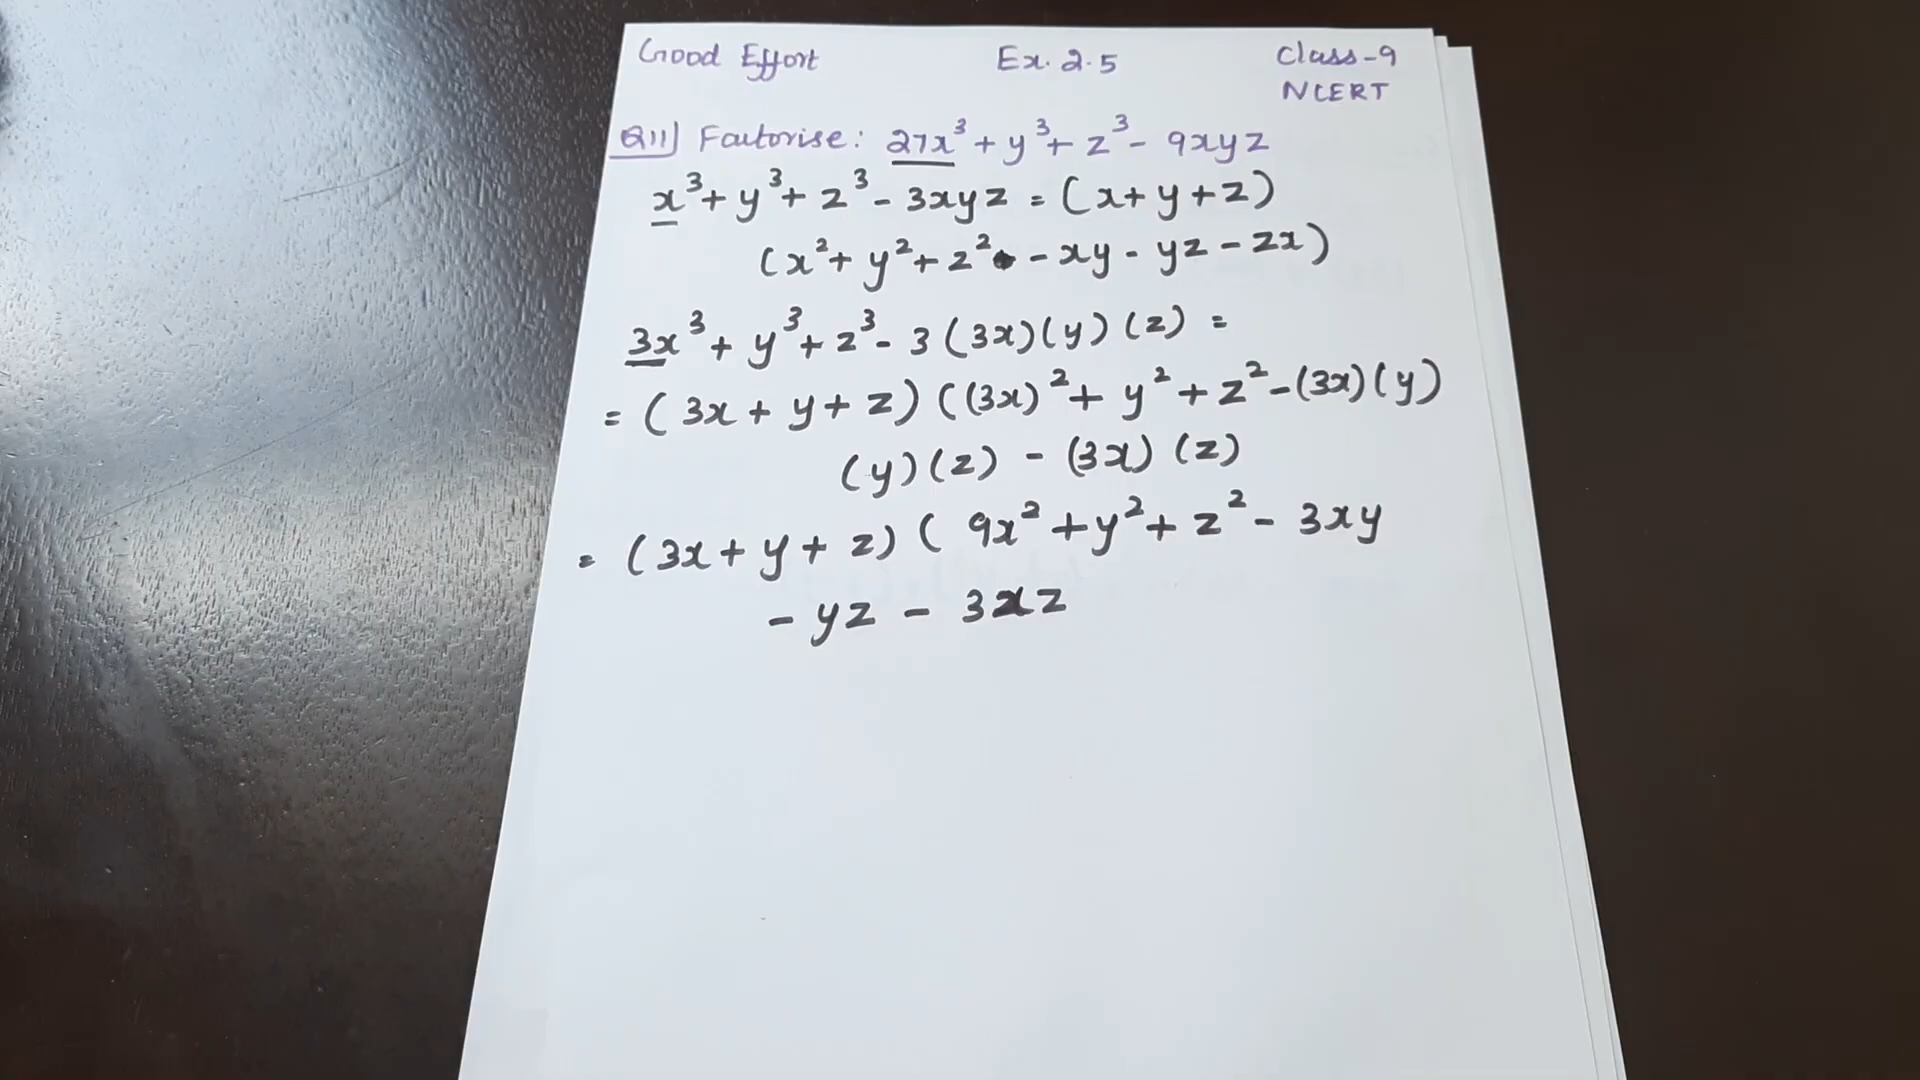 Good Effort Ex. 2.5 Class-9
NCERT
Q11) Factorise: 27x³ + y³ + z³ - 9xyz
x³ + y³ + z³ - 3xyz = (x + y + z)
(x² + y² + z² - xy - yz - zx)
3x³ + y³ + z³ - 3 (3x)(y)(z) =
= (3x + y + z) ((3x)² + y² + z² - (3x)(y)
(y)(z) - (3x)(z)
= (3x + y + z) ( 9x² + y² + z² - 3xy
- yz - 3xz